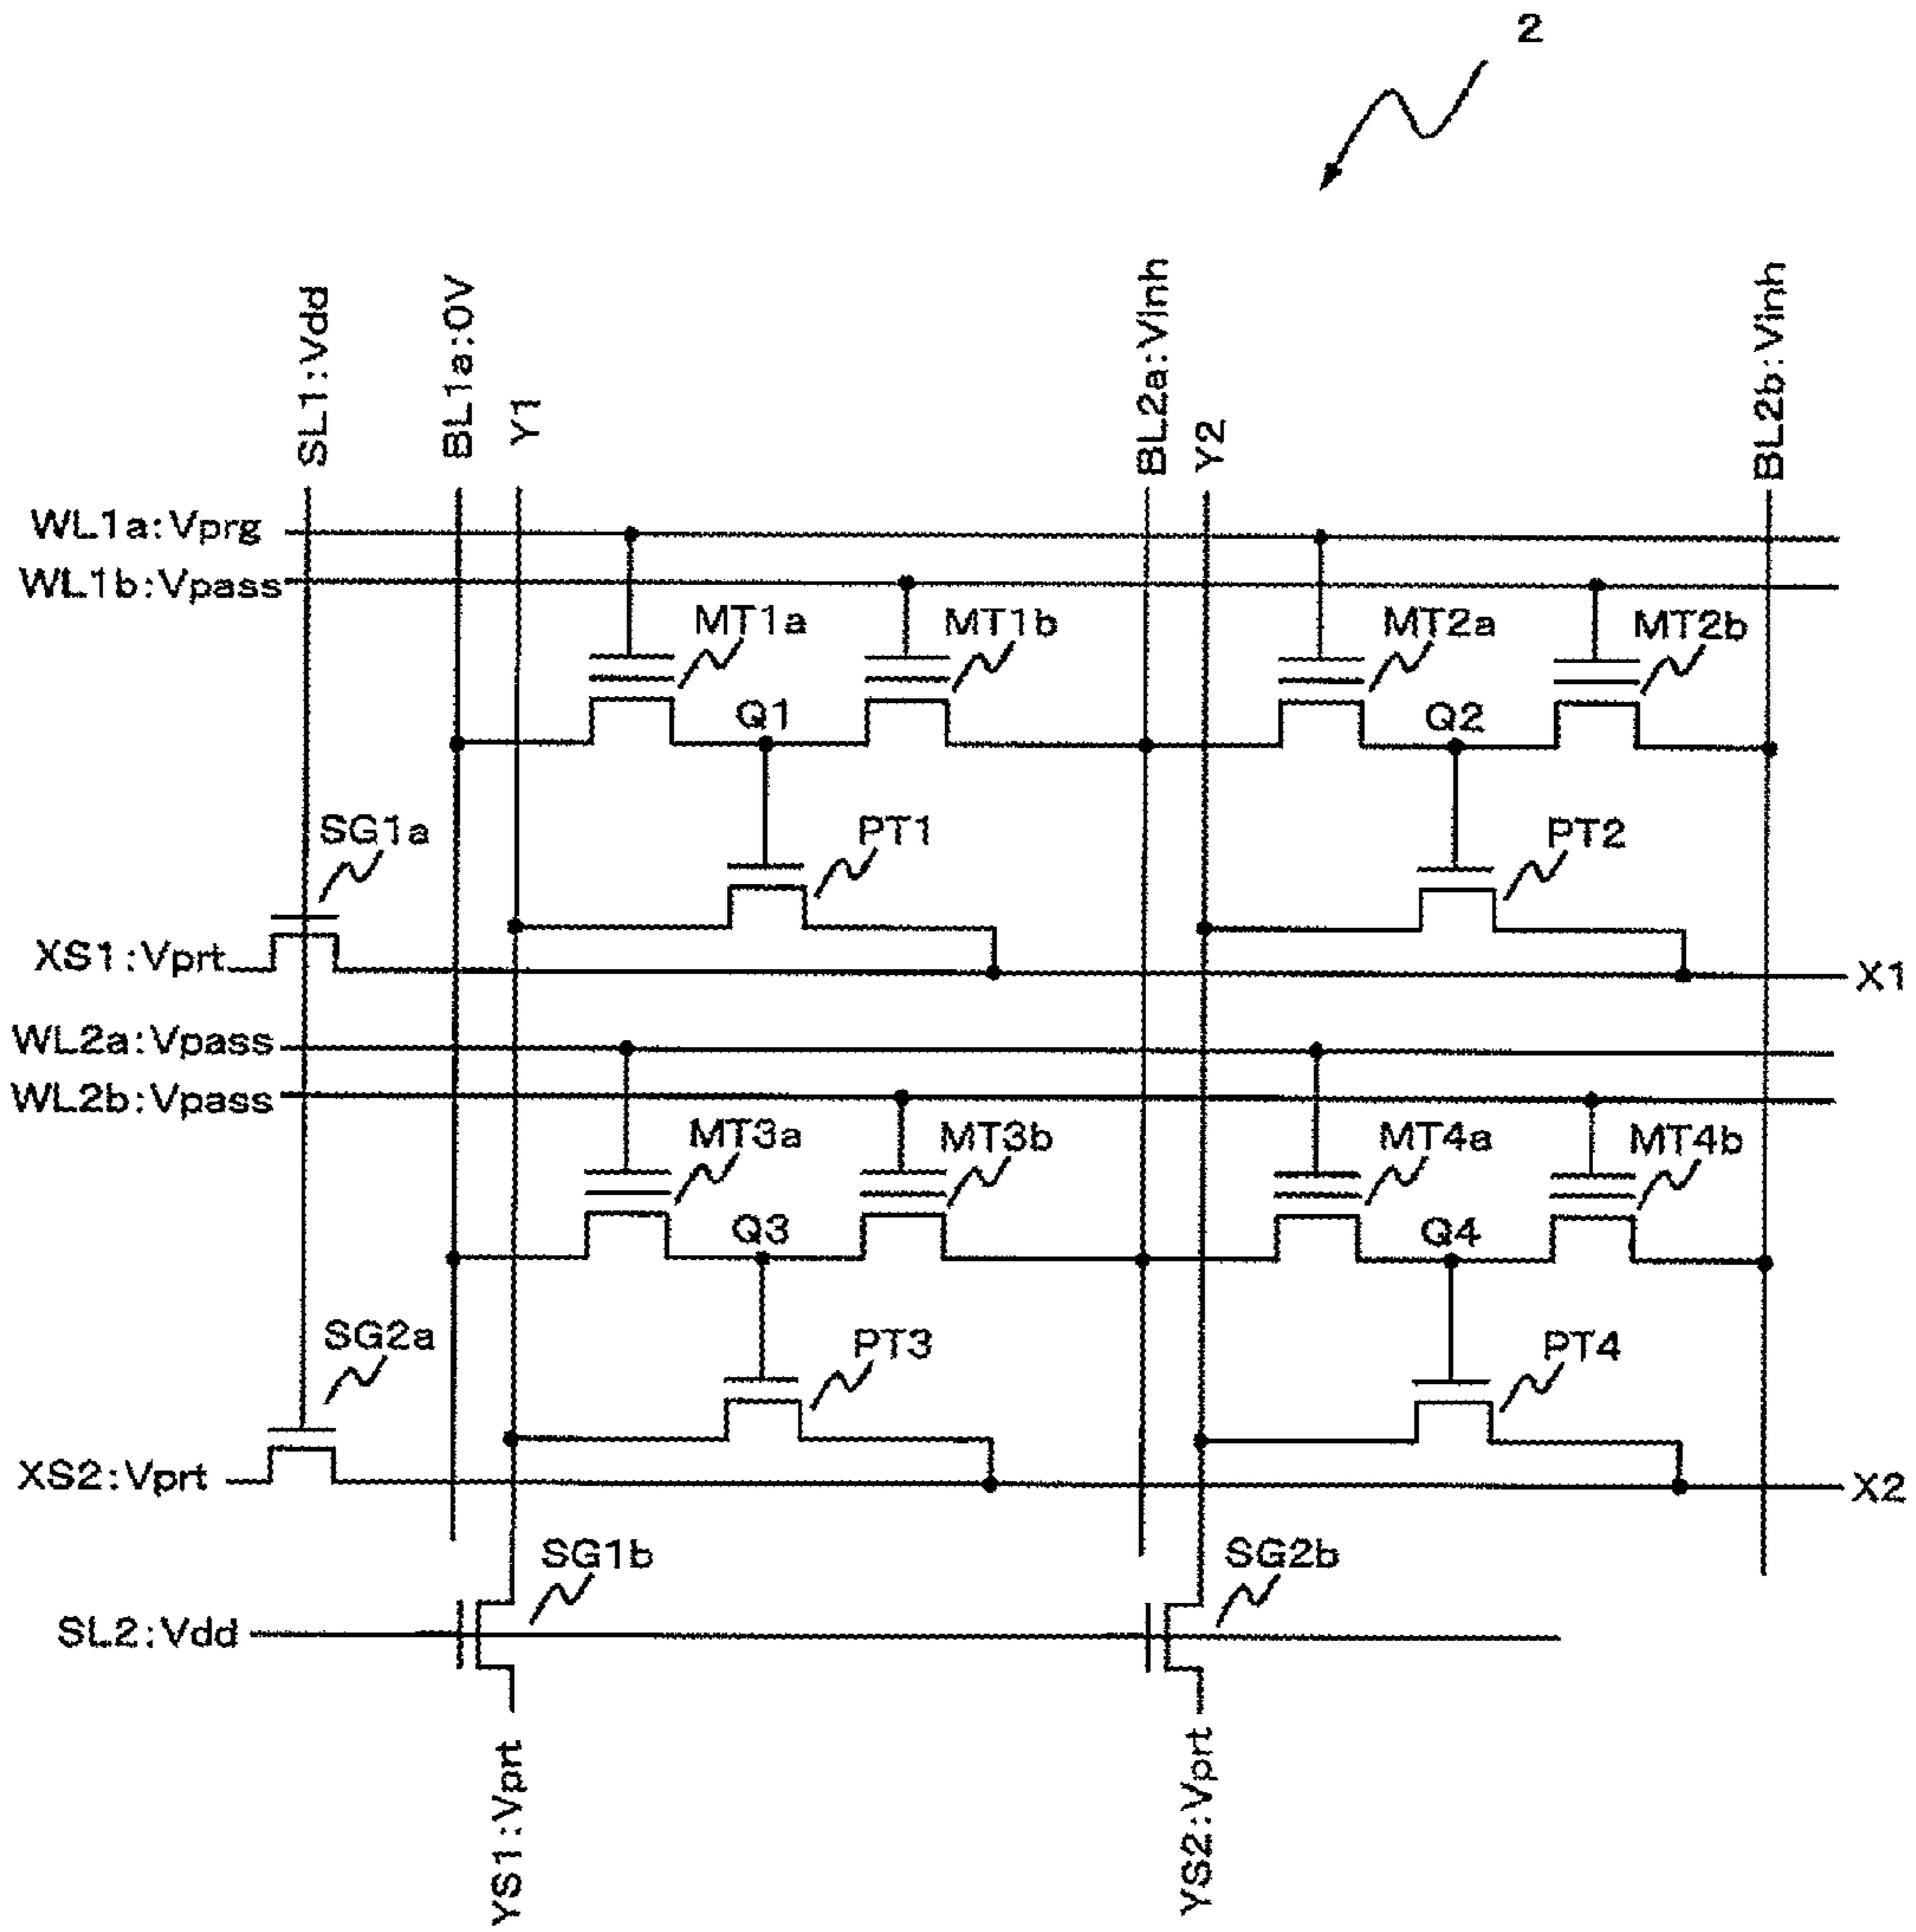 2
SL1:Vdd
BL1a:0V
Y1
BL2a:Vinh
Y2
BL2b:Vinh
WL1a:Vprg
WL1b:Vpass
MT1a
MT1b
MT2a
MT2b
Q1
Q2
SG1a
PT1
PT2
XS1:Vprt
X1
WL2a:Vpass
WL2b:Vpass
MT3a
MT3b
MT4a
MT4b
Q3
Q4
SG2a
PT3
PT4
XS2:Vprt
X2
SG1b
SG2b
SL2:Vdd
YS1:Vprt
YS2:Vprt